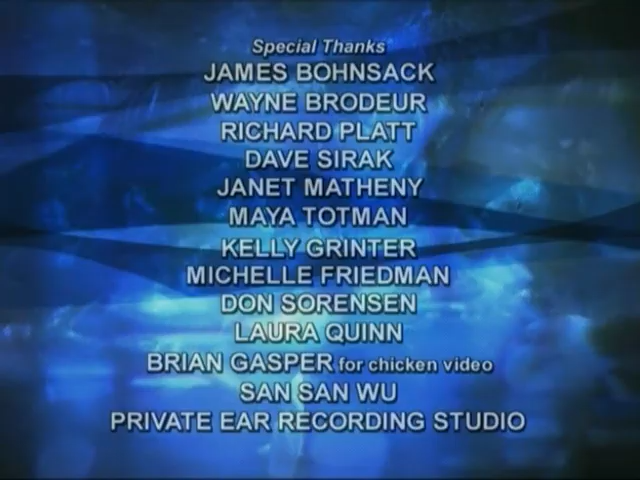 Special Thanks
JAMES BOHNSACK
WAYNE BRODEUR
RICHARD PLATT
DAVE SIRAK
JANET MATHENY
MAYA TOTMAN
KELLY GRINTER
MICHELLE FRIEDMAN
DON SORENSEN
LAURA QUINN
BRIAN GASPER for chicken video
SAN SAN WU
PRIVATE EAR RECORDING STUDIO